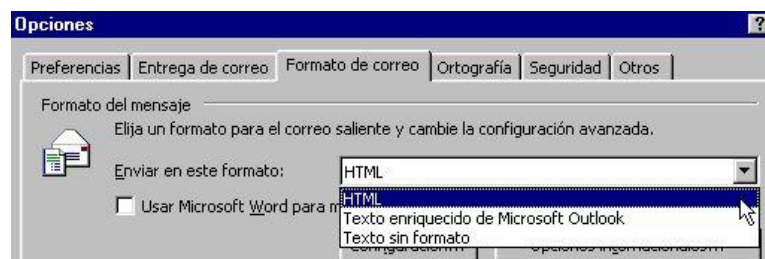 Opciones
?
Preferencias Entrega de correo Formato de correo Ortografía Seguridad Otros
Formato del mensaje
Elija un formato para el correo saliente y cambie la configuración avanzada.
Enviar en este formato: HTML
HTML
Usar Microsoft Word para
Texto enriquecido de Microsoft Outlook
Texto sin formato